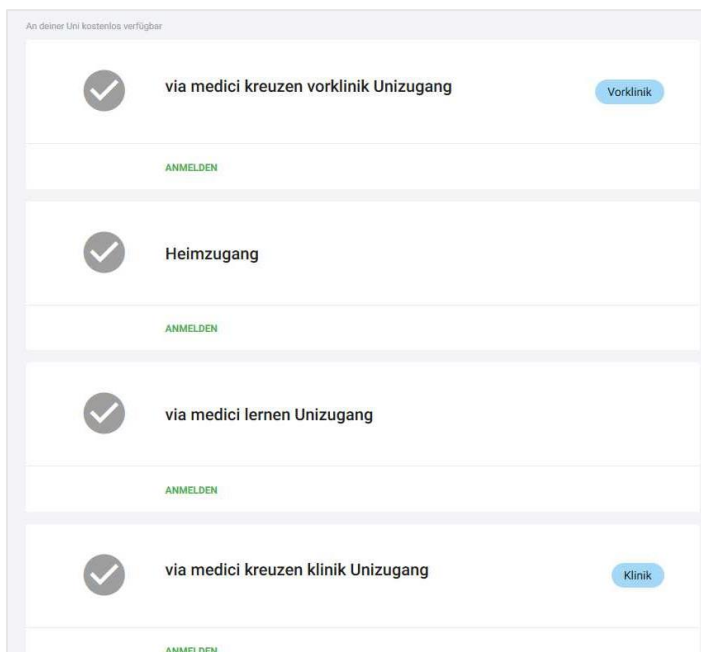 An deiner Uni kostenlos verfügbar
via medici kreuzen vorklinik Unizugang
Vorklinik
ANMELDEN
Heimzugang
ANMELDEN
via medici lernen Unizugang
ANMELDEN
via medici kreuzen klinik Unizugang
Klinik
ANMELDEN